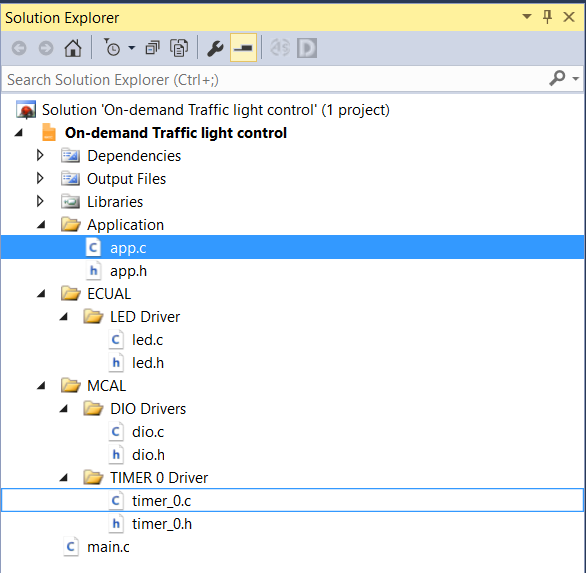 Solution Explorer
Search Solution Explorer (Ctrl+;)
Solution 'On-demand Traffic light control' (1 project)
On-demand Traffic light control
Dependencies
Output Files
Libraries
Application
app.c
app.h
ECUAL
LED Driver
led.c
led.h
MCAL
DIO Drivers
dio.c
dio.h
TIMER 0 Driver
timer_0.c
timer_0.h
main.c